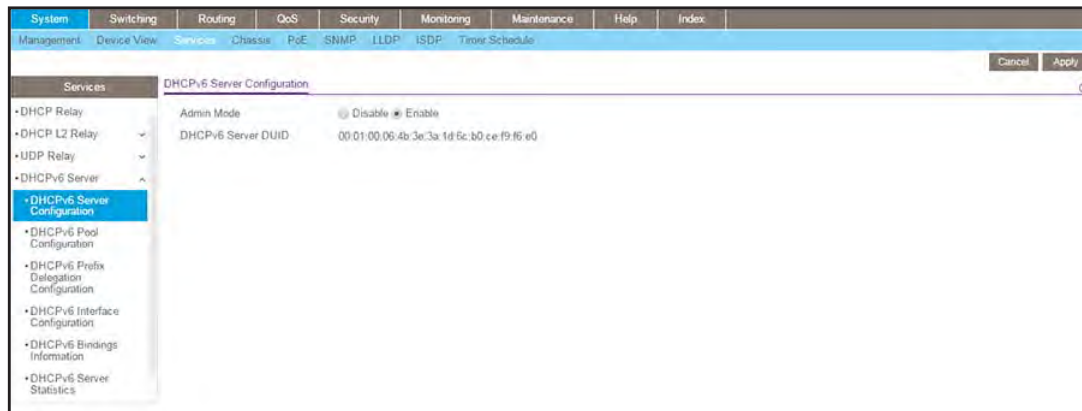 System Switching Routing QoS Security Monitoring Maintenance Help Index
Management Device View Services Chassis PoE SNMP LLDP ISDP Timer Schedule
Cancel Apply
Services
•DHCP Relay
•DHCP L2 Relay
•UDP Relay
•DHCPv6 Server
•DHCPv6 Server
Configuration
•DHCPv6 Pool
Configuration
•DHCPv6 Prefix
Delegation
Configuration
•DHCPv6 Interface
Configuration
•DHCPv6 Bindings
Information
•DHCPv6 Server
Statistics
DHCPv6 Server Configuration
Admin Mode Disable Enable
DHCPv6 Server DUID 00:01:00:06:4b:3e:3a:1d:6c:b0:ce:f9:f6:e0